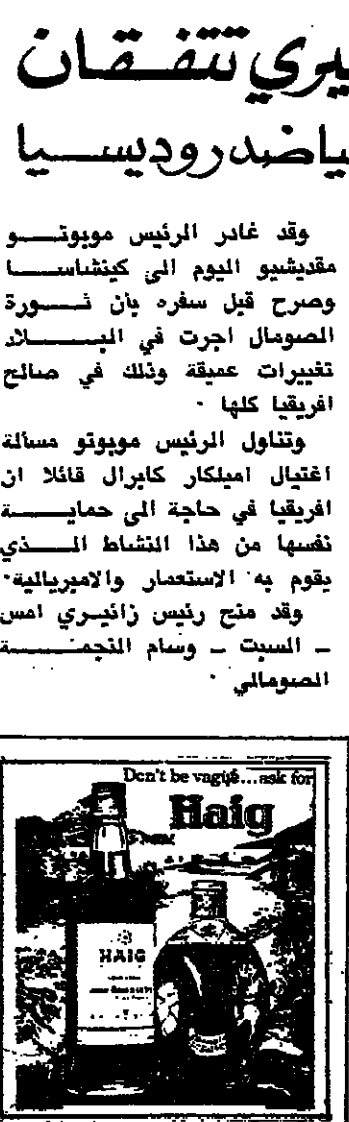 يري تتفقان
يا ضد روديسيا
وقد غادر الرئيس موبوتو
مقديشيو اليوم الى كينشاسا
وصرح قبل سفره بأن ثورة
الصومال اجرت في البلاد
تغييرات عميقة وذلك في صالح
افريقيا كلها .
وتناول الرئيس موبوتو مسألة
اغتيال اميلكار كابرال قائلا ان
افريقيا في حاجة الى حماية
نفسها من هذا النشاط الذي
يقوم به الاستعمار والامبريالية.
وقد منح رئيس زائيري امس
ـ السبت ـ وسام النجمة
الصومالي .
Don't be vague...ask for
Haig
HAIG